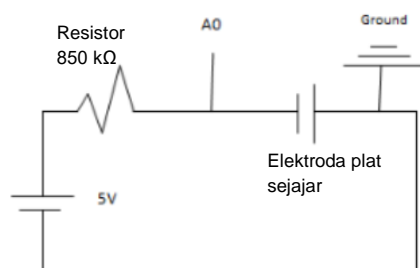 Resistor
850 kΩ
A0
Ground
Elektroda plat
sejajar
5V